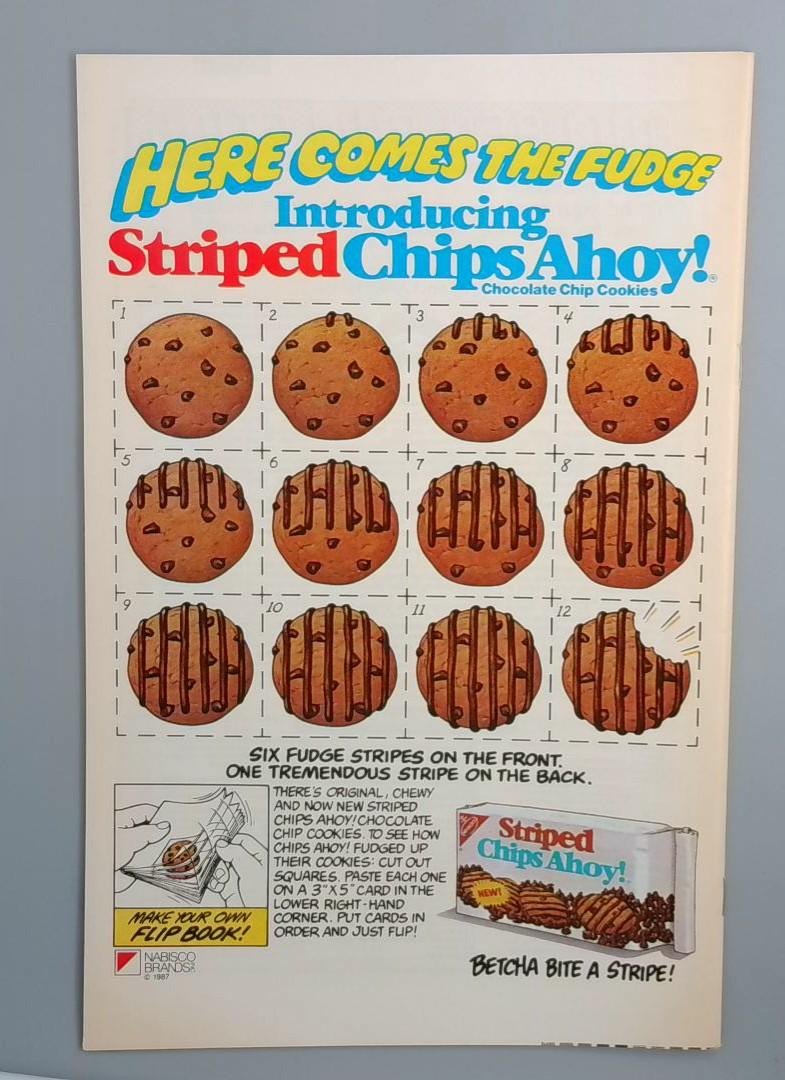 HERE COMES THE FUDGE
Introducing
Striped Chips Ahoy!®
Chocolate Chip Cookies
1 2 3 4
5 6 7 8
9 10 11 12
SIX FUDGE STRIPES ON THE FRONT.
ONE TREMENDOUS STRIPE ON THE BACK.
THERE'S ORIGINAL, CHEWY
AND NOW NEW STRIPED
CHIPS AHOY! CHOCOLATE
CHIP COOKIES. TO SEE HOW
CHIPS AHOY! FUDGED UP
THEIR COOKIES: CUT OUT
SQUARES. PASTE EACH ONE
ON A 3"X 5" CARD IN THE
LOWER RIGHT-HAND
CORNER. PUT CARDS IN
ORDER AND JUST FLIP!
MAKE YOUR OWN
FLIP BOOK!
NABISCO
BRANDS
© 1987
Striped
Chips Ahoy!
NEW!
BETCHA BITE A STRIPE!